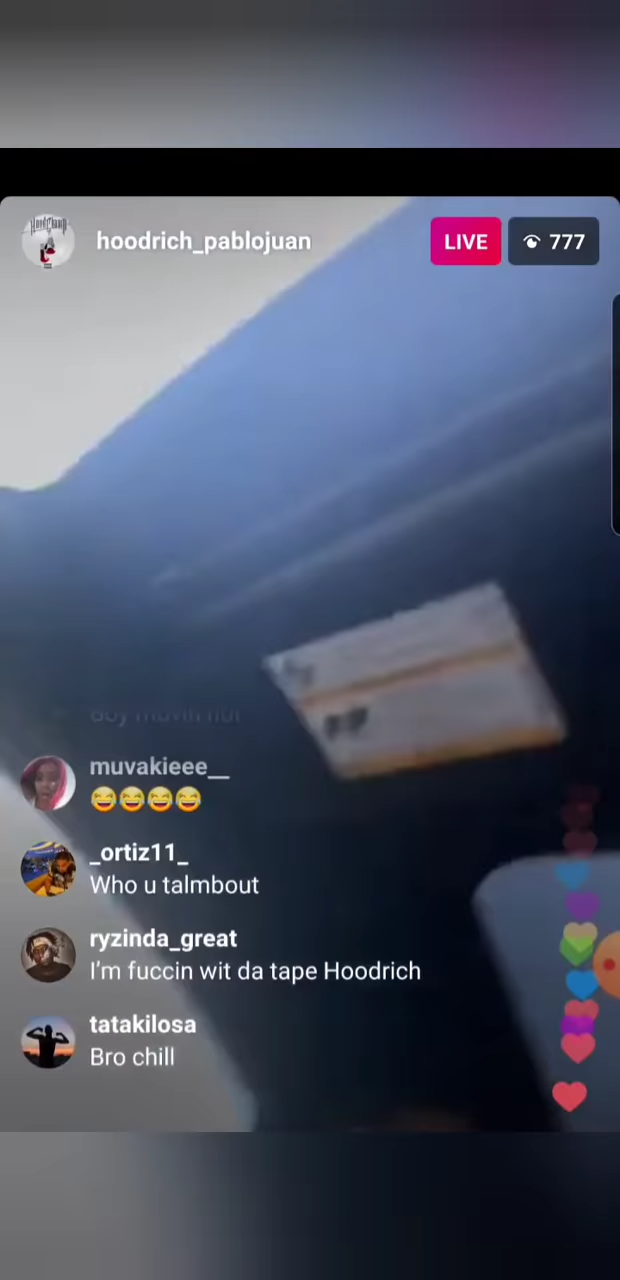 hoodrich_pablojuan
LIVE
777
muvakieee__
😂😂😂😂
_ortiz11_
Who u talmbout
ryzinda_great
I'm fuccin wit da tape Hoodrich
tatakilosa
Bro chill